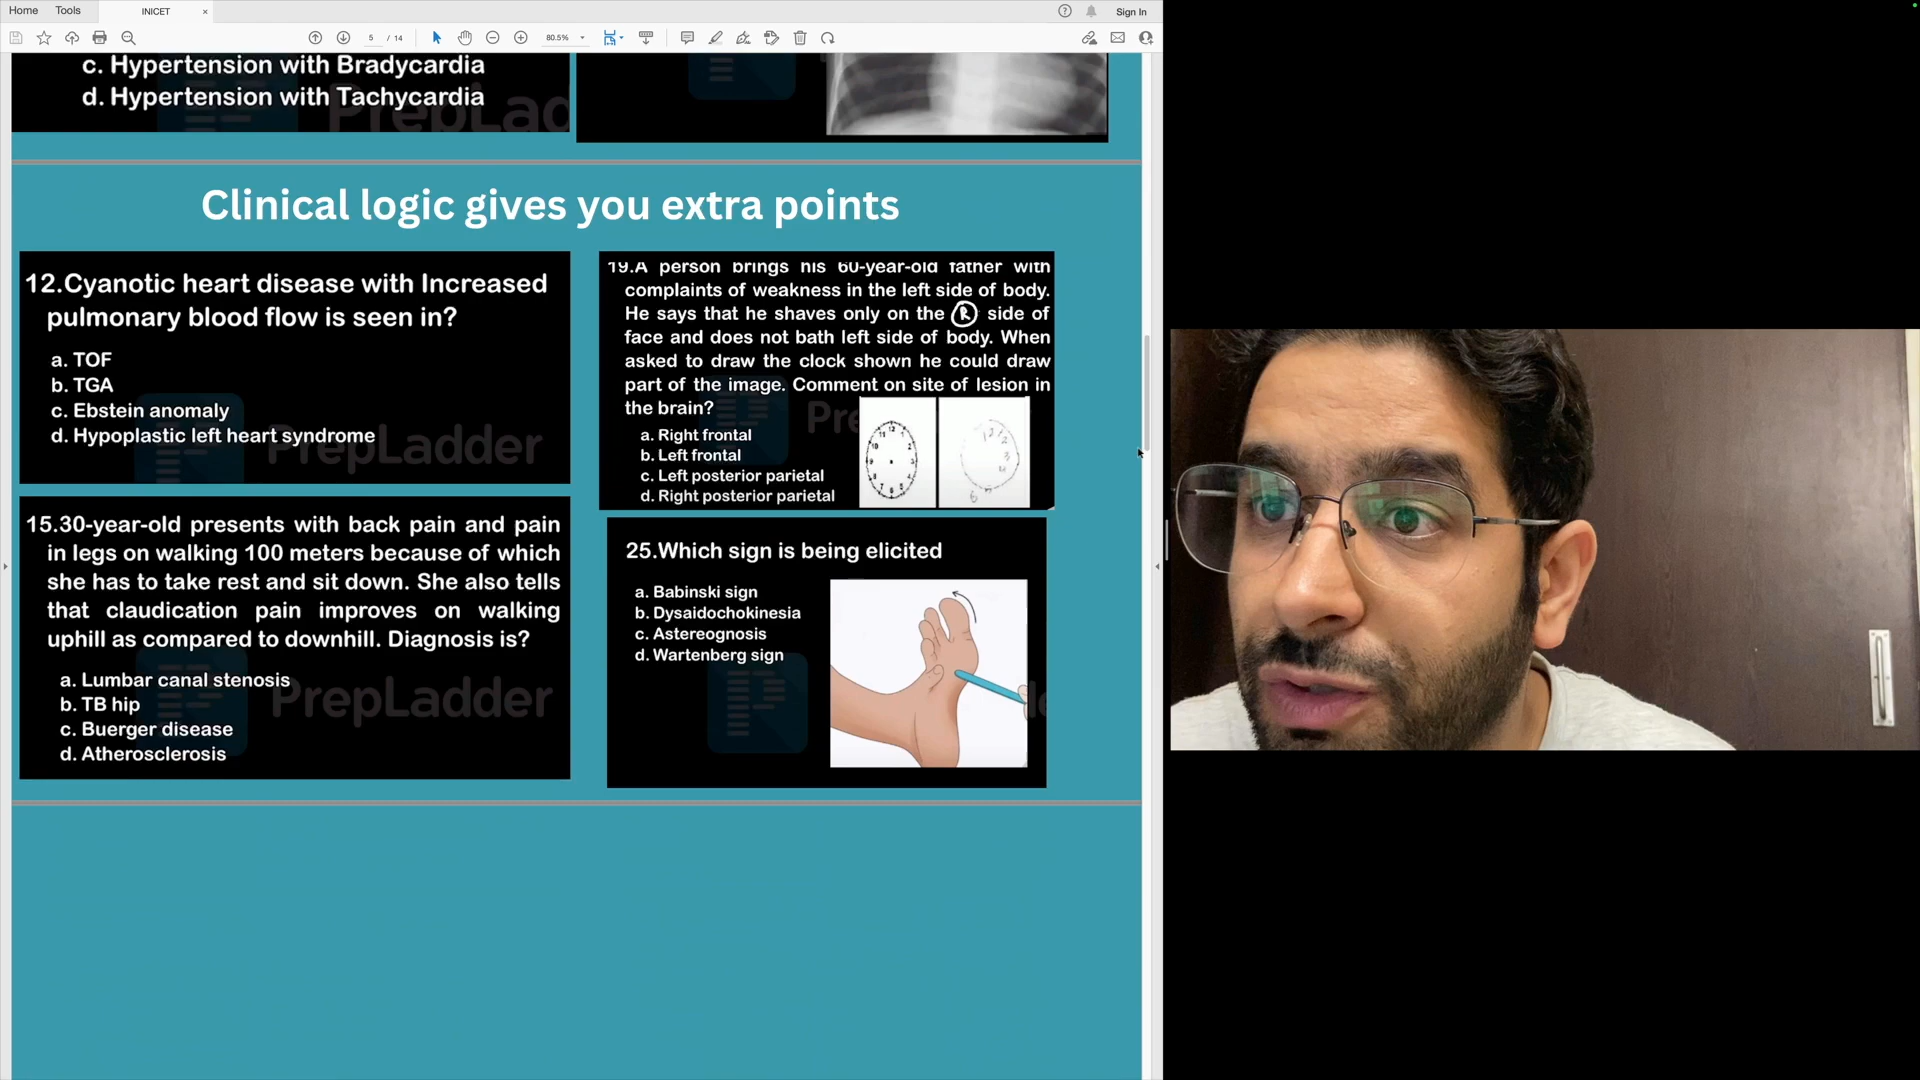 Home Tools INICET × Sign In
5 / 14 80.5%
c. Hypertension with Bradycardia
d. Hypertension with Tachycardia
PrepLad
Clinical logic gives you extra points
12.Cyanotic heart disease with Increased
pulmonary blood flow is seen in?
a. TOF
b. TGA
c. Ebstein anomaly
d. Hypoplastic left heart syndrome
PrepLadder
15.30-year-old presents with back pain and pain
in legs on walking 100 meters because of which
she has to take rest and sit down. She also tells
that claudication pain improves on walking
uphill as compared to downhill. Diagnosis is?
a. Lumbar canal stenosis
b. TB hip
c. Buerger disease
d. Atherosclerosis
PrepLadder
19.A person brings his 60-year-old father with
complaints of weakness in the left side of body.
He says that he shaves only on the R side of
face and does not bath left side of body. When
asked to draw the clock shown he could draw
part of the image. Comment on site of lesion in
the brain?
a. Right frontal
b. Left frontal
c. Left posterior parietal
d. Right posterior parietal
25.Which sign is being elicited
a. Babinski sign
b. Dysaidochokinesia
c. Astereognosis
d. Wartenberg sign